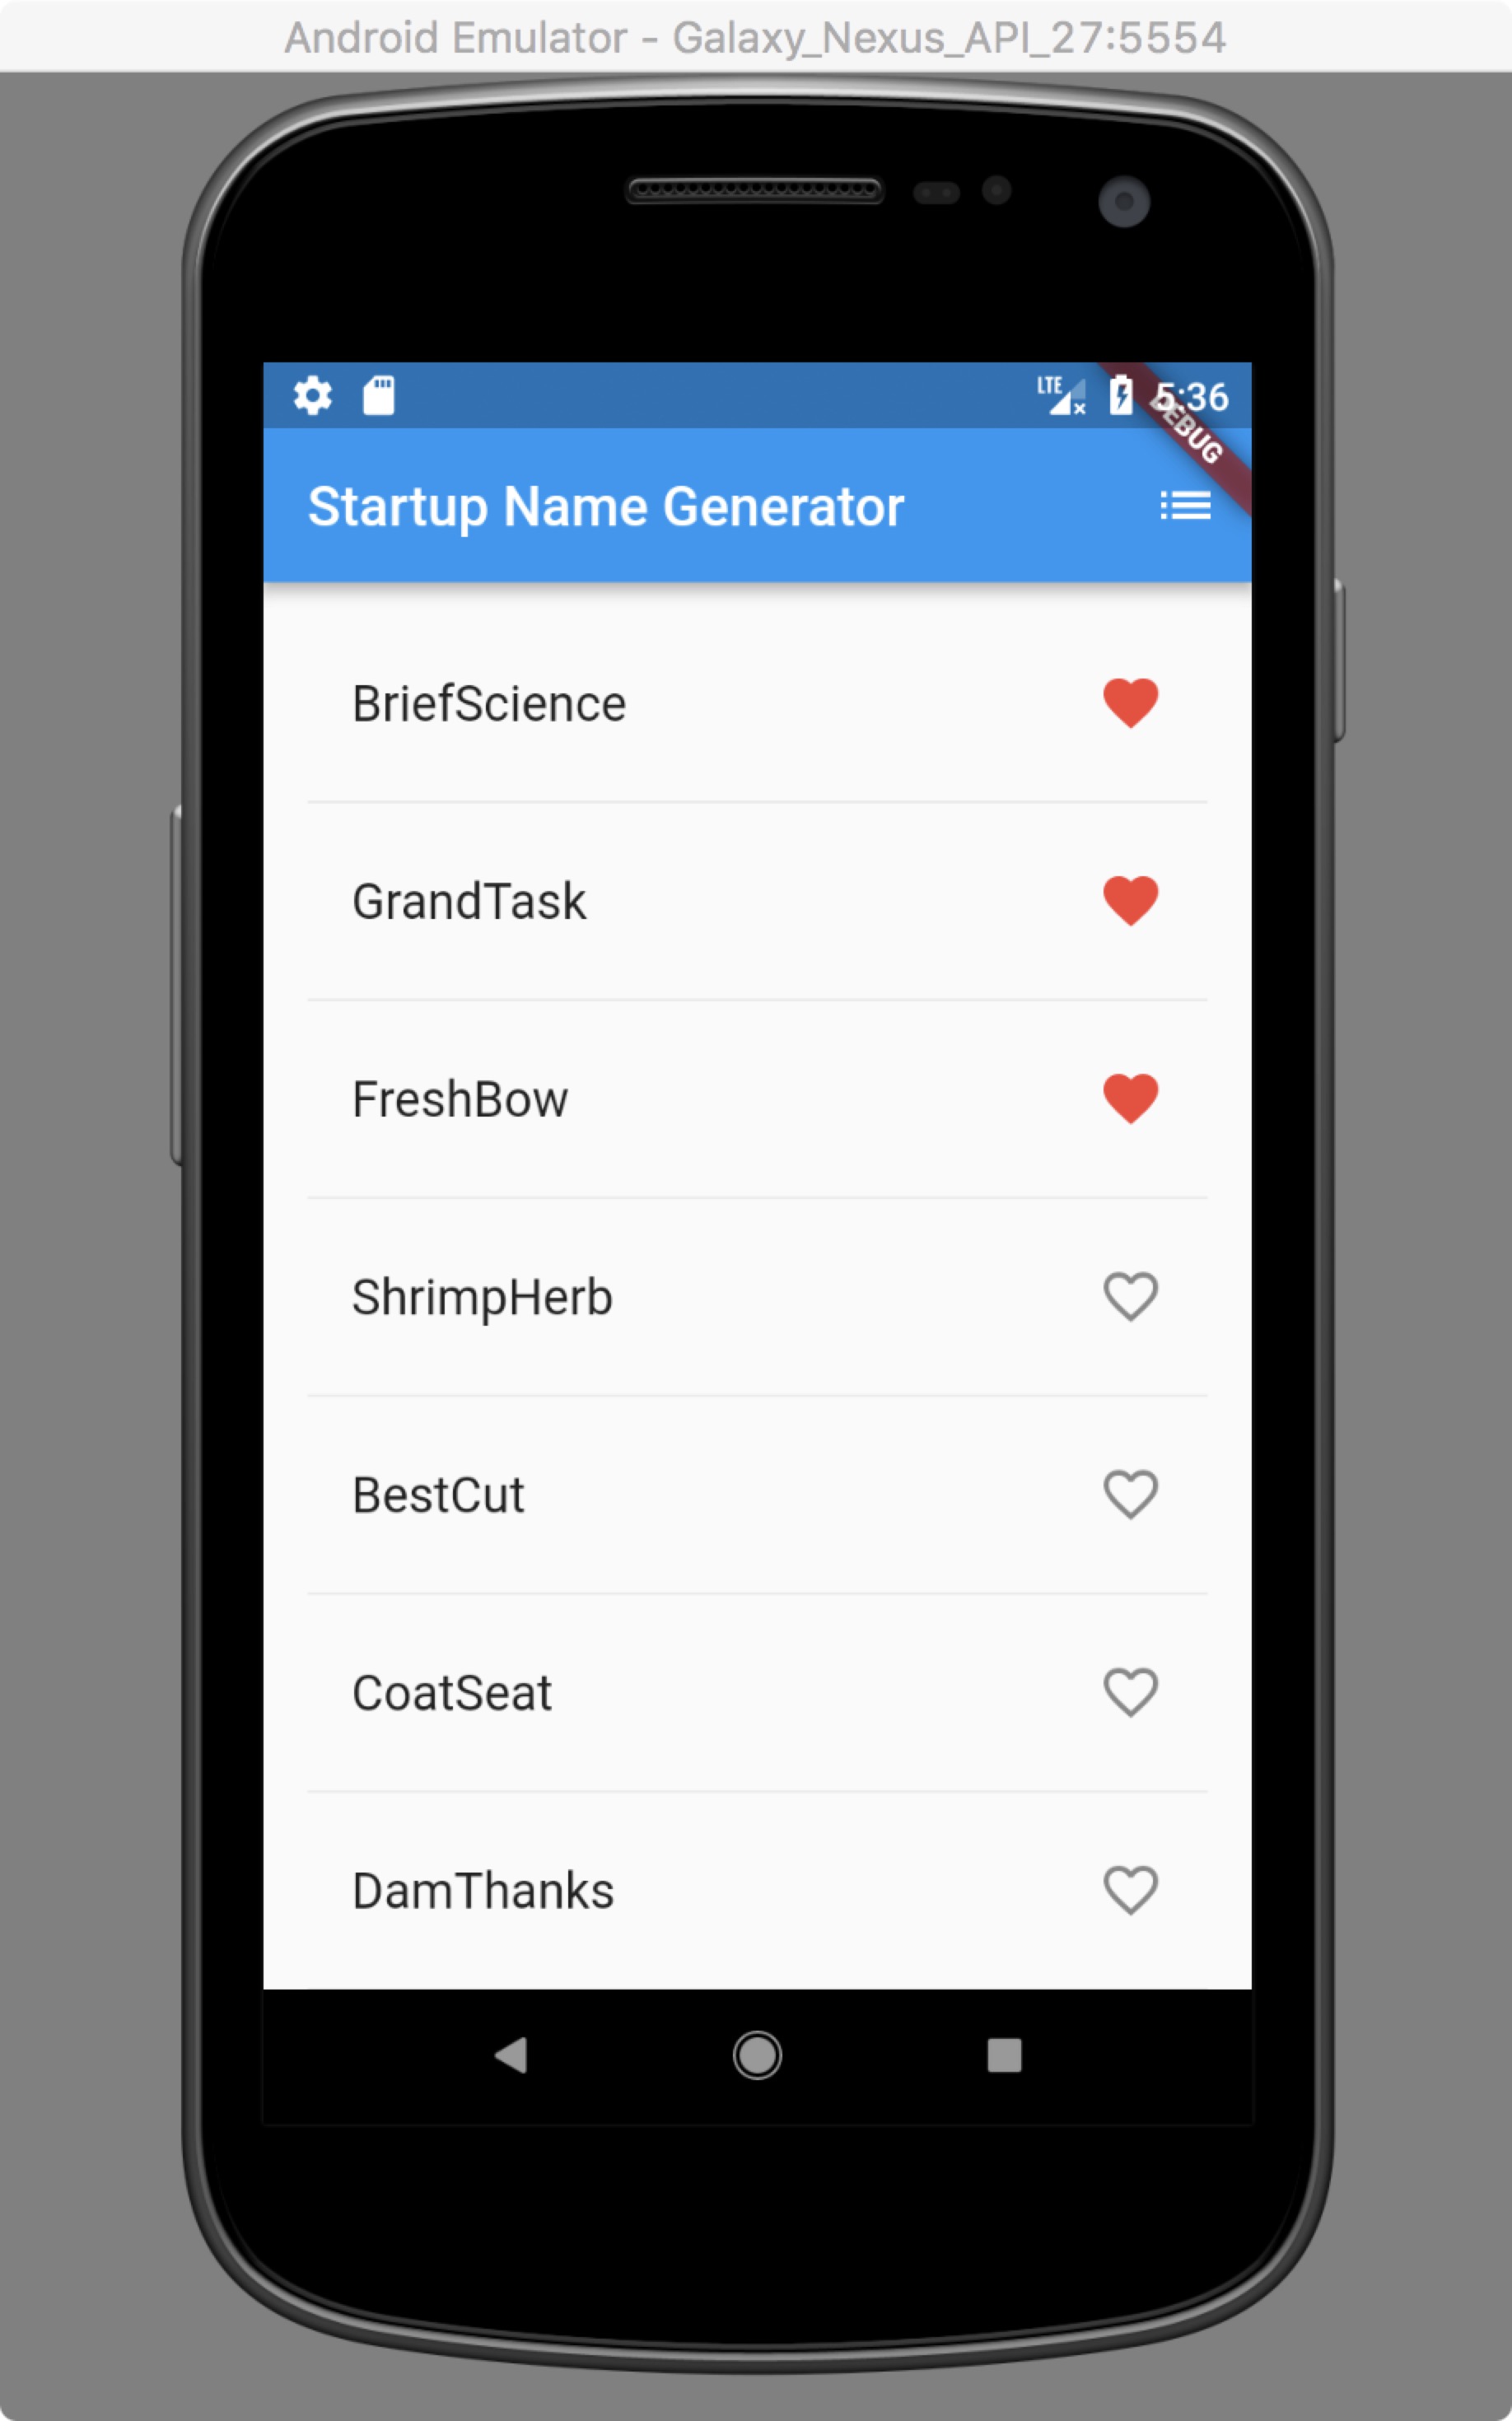 Android Emulator - Galaxy_Nexus_API_27:5554
LTE 5:36
DEBUG
Startup Name Generator
BriefScience
GrandTask
FreshBow
ShrimpHerb
BestCut
CoatSeat
DamThanks